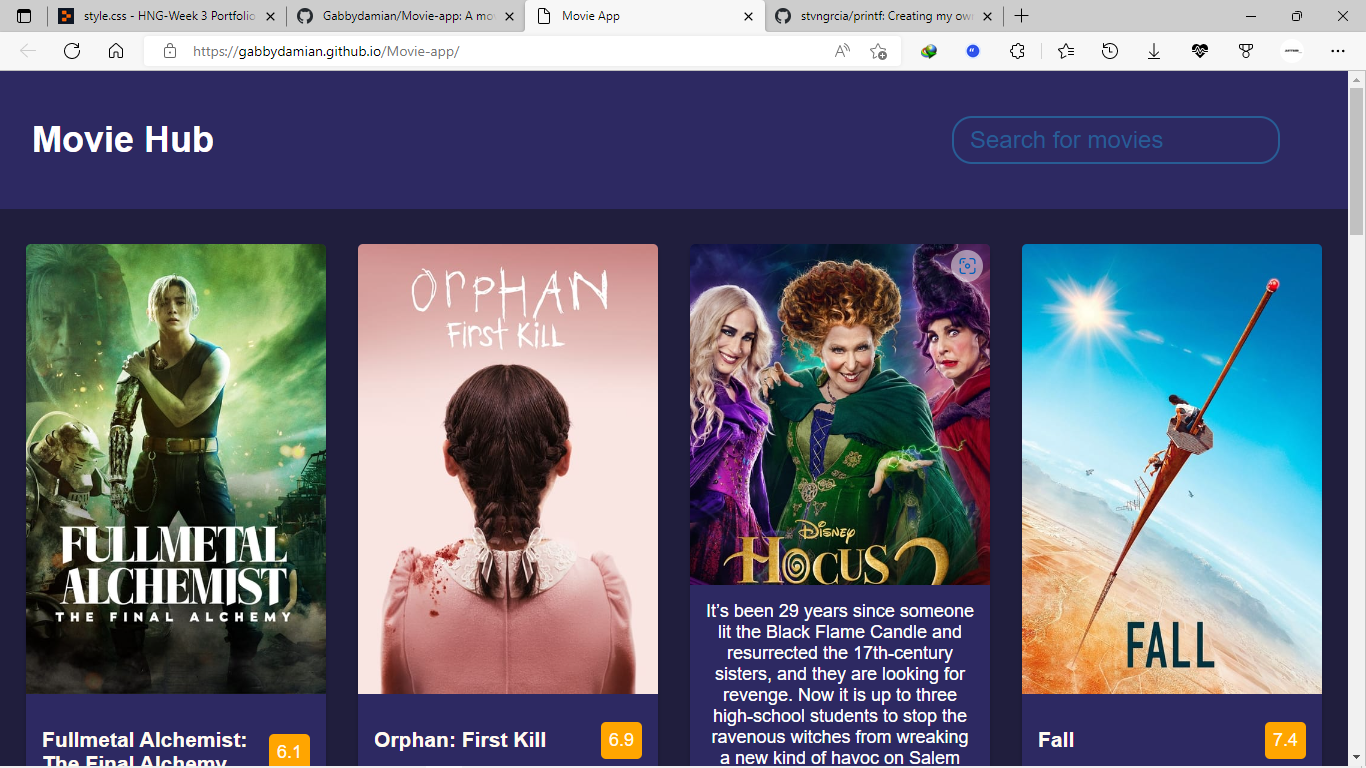 style.css - HNG-Week 3 Portfolio
Gabbydamian/Movie-app: A mo
Movie App
stvngrcia/printf: Creating my own
https://gabbydamian.github.io/Movie-app/
Movie Hub
Search for movies
FULLMETAL
ALCHEMIST
THE FINAL ALCHEMY
Fullmetal Alchemist:
The Final Alchemy
6.1
ORPHAN
FIRST KILL
Orphan: First Kill
6.9
Disney
HOCUS 2
It's been 29 years since someone
lit the Black Flame Candle and
resurrected the 17th-century
sisters, and they are looking for
revenge. Now it is up to three
high-school students to stop the
ravenous witches from wreaking
a new kind of havoc on Salem
FALL
Fall
7.4